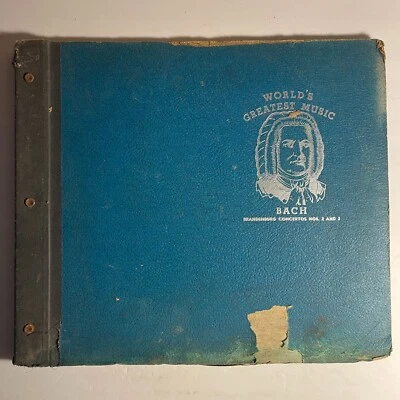 WORLD'S
GREATEST MUSIC
BACH
BRANDENBURG CONCERTOS NOS. 2 AND 3